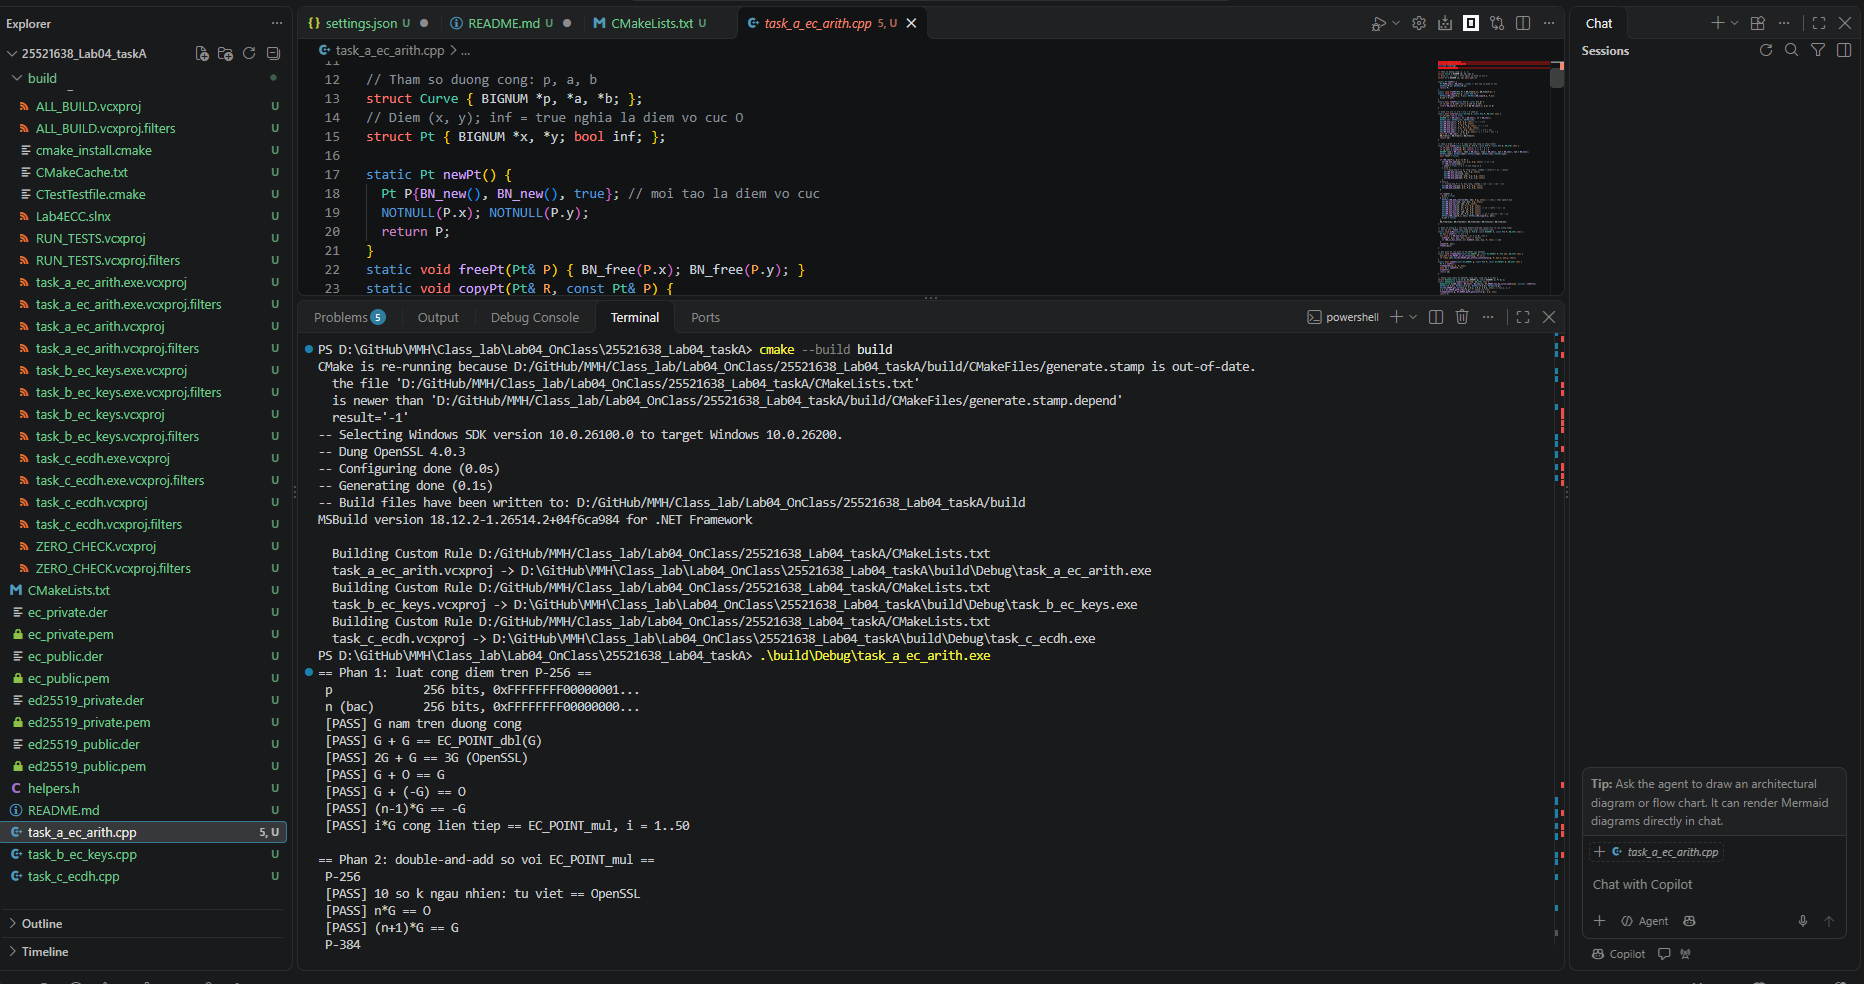 Explorer
25521638_Lab04_taskA
build
ALL_BUILD.vcxproj U
ALL_BUILD.vcxproj.filters U
cmake_install.cmake U
CMakeCache.txt U
CTestTestfile.cmake U
Lab4ECC.slnx U
RUN_TESTS.vcxproj U
RUN_TESTS.vcxproj.filters U
task_a_ec_arith.exe.vcxproj U
task_a_ec_arith.exe.vcxproj.filters U
task_a_ec_arith.vcxproj U
task_a_ec_arith.vcxproj.filters U
task_b_ec_keys.exe.vcxproj U
task_b_ec_keys.exe.vcxproj.filters U
task_b_ec_keys.vcxproj U
task_b_ec_keys.vcxproj.filters U
task_c_ecdh.exe.vcxproj U
task_c_ecdh.exe.vcxproj.filters U
task_c_ecdh.vcxproj U
task_c_ecdh.vcxproj.filters U
ZERO_CHECK.vcxproj U
ZERO_CHECK.vcxproj.filters U
CMakeLists.txt U
ec_private.der U
ec_private.pem U
ec_public.der U
ec_public.pem U
ed25519_private.der U
ed25519_private.pem U
ed25519_public.der U
ed25519_public.pem U
helpers.h U
README.md U
task_a_ec_arith.cpp 5, U
task_b_ec_keys.cpp U
task_c_ecdh.cpp U
Outline
Timeline
settings.json U
README.md U
CMakeLists.txt U
task_a_ec_arith.cpp 5, U
task_a_ec_arith.cpp > ...
11
12 // Tham so duong cong: p, a, b
13 struct Curve { BIGNUM *p, *a, *b; };
14 // Diem (x, y); inf = true nghia la diem vo cuc O
15 struct Pt { BIGNUM *x, *y; bool inf; };
16
17 static Pt newPt() {
18 Pt P{BN_new(), BN_new(), true}; // moi tao la diem vo cuc
19 NOTNULL(P.x); NOTNULL(P.y);
20 return P;
21 }
22 static void freePt(Pt& P) { BN_free(P.x); BN_free(P.y); }
23 static void copyPt(Pt& R, const Pt& P) {
Problems 5
Output
Debug Console
Terminal
Ports
powershell
PS D:\GitHub\MMH\Class_lab\Lab04_OnClass\25521638_Lab04_taskA> cmake --build build
CMake is re-running because D:/GitHub/MMH/Class_lab/Lab04_OnClass/25521638_Lab04_taskA/build/CMakeFiles/generate.stamp is out-of-date.
the file 'D:/GitHub/MMH/Class_lab/Lab04_OnClass/25521638_Lab04_taskA/CMakeLists.txt'
is newer than 'D:/GitHub/MMH/Class_lab/Lab04_OnClass/25521638_Lab04_taskA/build/CMakeFiles/generate.stamp.depend'
result='-1'
-- Selecting Windows SDK version 10.0.26100.0 to target Windows 10.0.26200.
-- Dung OpenSSL 4.0.3
-- Configuring done (0.0s)
-- Generating done (0.1s)
-- Build files have been written to: D:/GitHub/MMH/Class_lab/Lab04_OnClass/25521638_Lab04_taskA/build
MSBuild version 18.12.2-1.26514.2+04f6ca984 for .NET Framework
Building Custom Rule D:/GitHub/MMH/Class_lab/Lab04_OnClass/25521638_Lab04_taskA/CMakeLists.txt
task_a_ec_arith.vcxproj -> D:\GitHub\MMH\Class_lab\Lab04_OnClass\25521638_Lab04_taskA\build\Debug\task_a_ec_arith.exe
Building Custom Rule D:/GitHub/MMH/Class_lab/Lab04_OnClass/25521638_Lab04_taskA/CMakeLists.txt
task_b_ec_keys.vcxproj -> D:\GitHub\MMH\Class_lab\Lab04_OnClass\25521638_Lab04_taskA\build\Debug\task_b_ec_keys.exe
Building Custom Rule D:/GitHub/MMH/Class_lab/Lab04_OnClass/25521638_Lab04_taskA/CMakeLists.txt
task_c_ecdh.vcxproj -> D:\GitHub\MMH\Class_lab\Lab04_OnClass\25521638_Lab04_taskA\build\Debug\task_c_ecdh.exe
PS D:\GitHub\MMH\Class_lab\Lab04_OnClass\25521638_Lab04_taskA> .\build\Debug\task_a_ec_arith.exe
== Phan 1: luat cong diem tren P-256 ==
p 256 bits, 0xFFFFFFFF00000001...
n (bac) 256 bits, 0xFFFFFFFF00000000...
[PASS] G nam tren duong cong
[PASS] G + G == EC_POINT_dbl(G)
[PASS] 2G + G == 3G (OpenSSL)
[PASS] G + O == G
[PASS] G + (-G) == O
[PASS] (n-1)*G == -G
[PASS] i*G cong lien tiep == EC_POINT_mul, i = 1..50
== Phan 2: double-and-add so voi EC_POINT_mul ==
P-256
[PASS] 10 so k ngau nhien: tu viet == OpenSSL
[PASS] n*G == O
[PASS] (n+1)*G == G
P-384
Chat
Sessions
Tip: Ask the agent to draw an architectural
diagram or flow chart. It can render Mermaid
diagrams directly in chat.
task_a_ec_arith.cpp
Chat with Copilot
Agent
Copilot